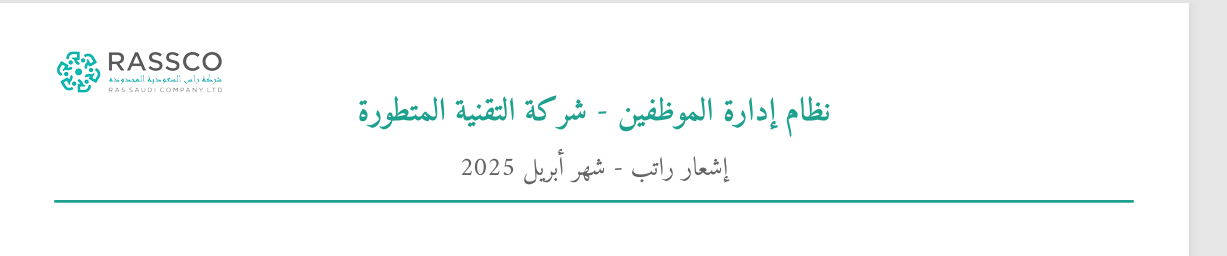 RASSCO
شركة راس السعودية المحدودة
RAS SAUDI COMPANY LTD
نظام إدارة الموظفين - شركة التقنية المتطورة
إشعار راتب - شهر أبريل 2025